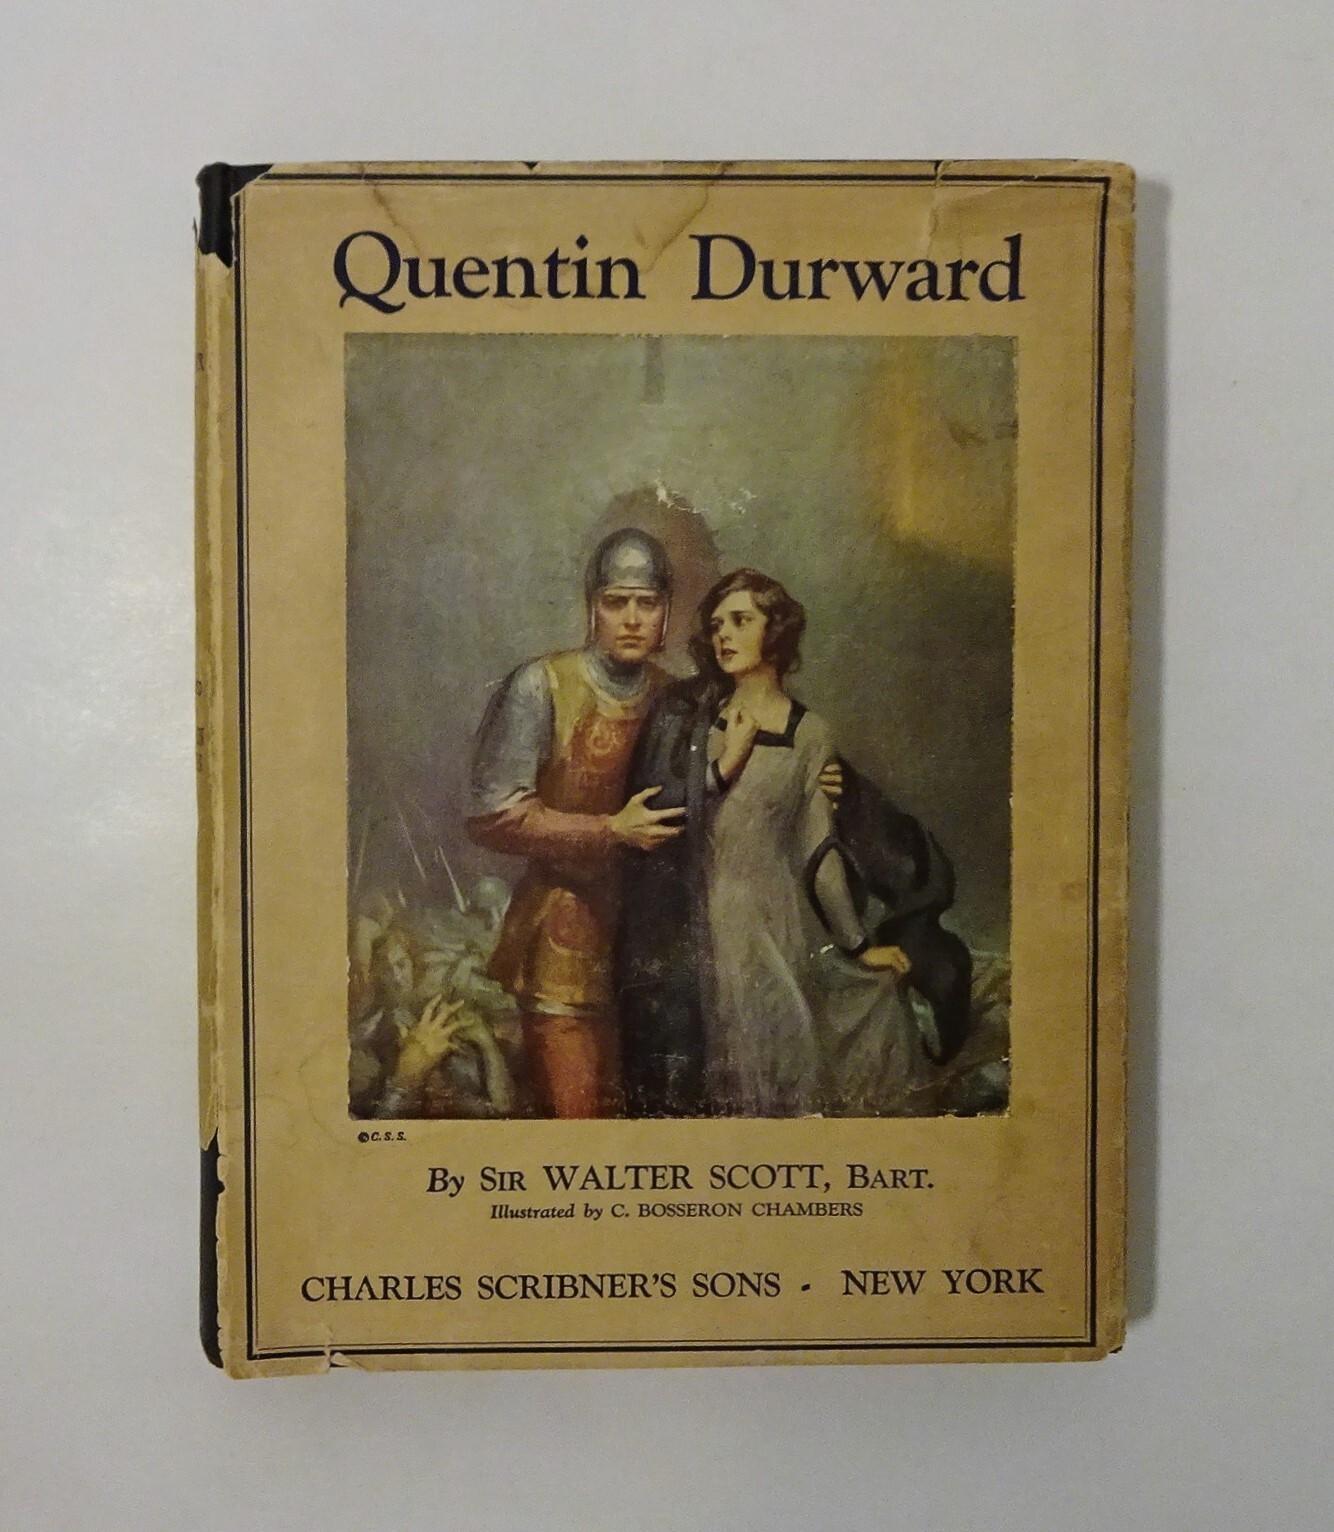 Quentin Durward
© C. S. S.
By SIR WALTER SCOTT, BART.
Illustrated by C. BOSSERON CHAMBERS
CHARLES SCRIBNER'S SONS - NEW YORK